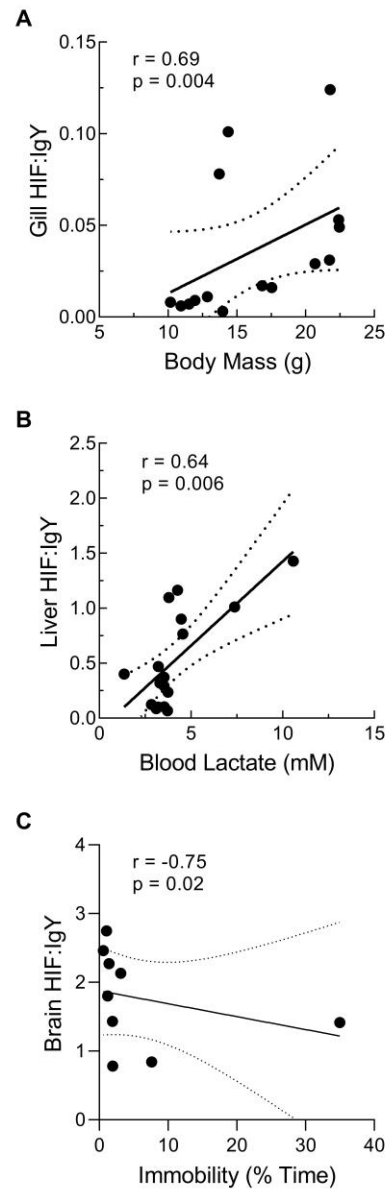 A
r = 0.69
p = 0.004
0.15
0.10
0.05
0.00
Gill HIF:IgY
5
10
15
20
25
Body Mass (g)
B
r = 0.64
p = 0.006
2.5
2.0
1.5
1.0
0.5
0.0
Liver HIF:IgY
0
5
10
15
Blood Lactate (mM)
C
r = -0.75
p = 0.02
4
3
2
1
0
Brain HIF:IgY
0
10
20
30
40
Immobility (% Time)